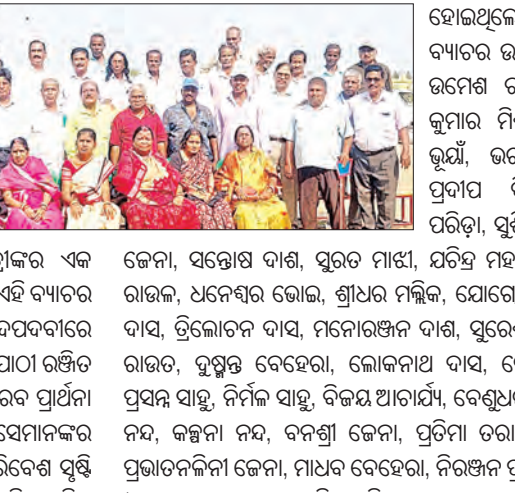 ହୋଇଥିଲେ
ବ୍ୟାଚର
ଉମେଶ
କୁମାର
ଭୂୟାଁ,
ପ୍ରଦୀପ
ପରିଡ଼ା,
ଙ୍କର ଏକ
ଏହି ବ୍ୟାଚର
ପଦବୀରେ
ପାଠୀ ରଞ୍ଜିତ
ରବ ପ୍ରାର୍ଥନା
ସେମାନଙ୍କର
ରିବେଶ ସୃଷ୍ଟି
ଜେନା, ସନ୍ତୋଷ ଦାଶ, ସୁରତ ମାଝୀ, ଯଚିନ୍ଦ୍ର
ରାଉଳ, ଧନେଶ୍ୱର ଭୋଇ, ଶ୍ରୀଧର ମଲ୍ଲିକ,
ଦାସ, ତ୍ରିଲୋଚନ ଦାସ, ମନୋରଞ୍ଜନ ଦାଶ,
ରାଉତ, ଦୁଷ୍ମନ୍ତ ବେହେରା, ଲୋକନାଥ ଦାସ,
ପ୍ରସନ୍ନ ସାହୁ, ନିର୍ମଳ ସାହୁ, ବିଜୟ ଆଚାର୍ଯ୍ୟ,
ନନ୍ଦ, କଳ୍ପନା ନନ୍ଦ, ବନଶ୍ରୀ ଜେନା, ପ୍ରତିମା
ପ୍ରଭାତନଳିନୀ ଜେନା, ମାଧବ ବେହେରା, ନିରଞ୍ଜନ